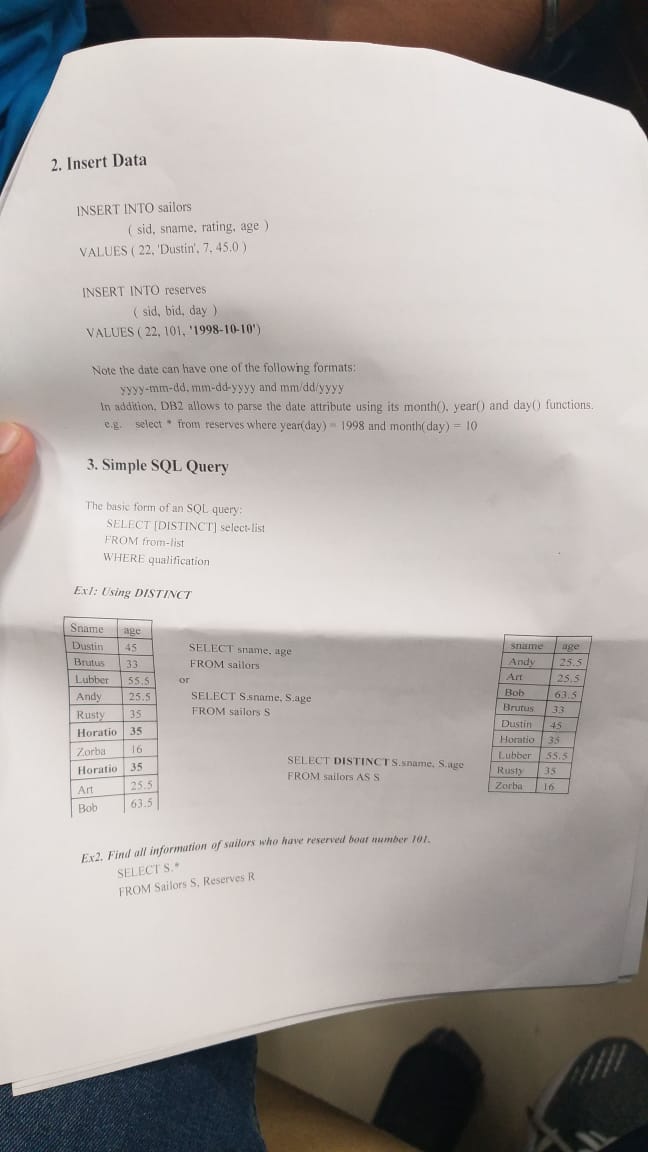 2. Insert Data
INSERT INTO sailors
( sid, sname, rating, age )
VALUES ( 22, 'Dustin', 7, 45.0 )
INSERT INTO reserves
( sid, bid, day )
VALUES ( 22, 101, '1998-10-10')
Note the date can have one of the following formats:
yyyy-mm-dd, mm-dd-yyyy and mm/dd/yyyy
In addition, DB2 allows to parse the date attribute using its month(), year() and day() functions.
e.g. select * from reserves where year(day) = 1998 and month(day) = 10
3. Simple SQL Query
The basic form of an SQL query:
SELECT [DISTINCT] select-list
FROM from-list
WHERE qualification
Ex1: Using DISTINCT
Sname age
Dustin 45
Brutus 33
Lubber 55.5
Andy 25.5
Rusty 35
Horatio 35
Zorba 16
Horatio 35
Art 25.5
Bob 63.5
SELECT sname, age
FROM sailors
or
SELECT S.sname, S.age
FROM sailors S
SELECT DISTINCT S.sname, S.age
FROM sailors AS S
sname age
Andy 25.5
Art 25.5
Bob 63.5
Brutus 33
Dustin 45
Horatio 35
Lubber 55.5
Rusty 35
Zorba 16
Ex2. Find all information of sailors who have reserved boat number 101.
SELECT S.*
FROM Sailors S, Reserves R